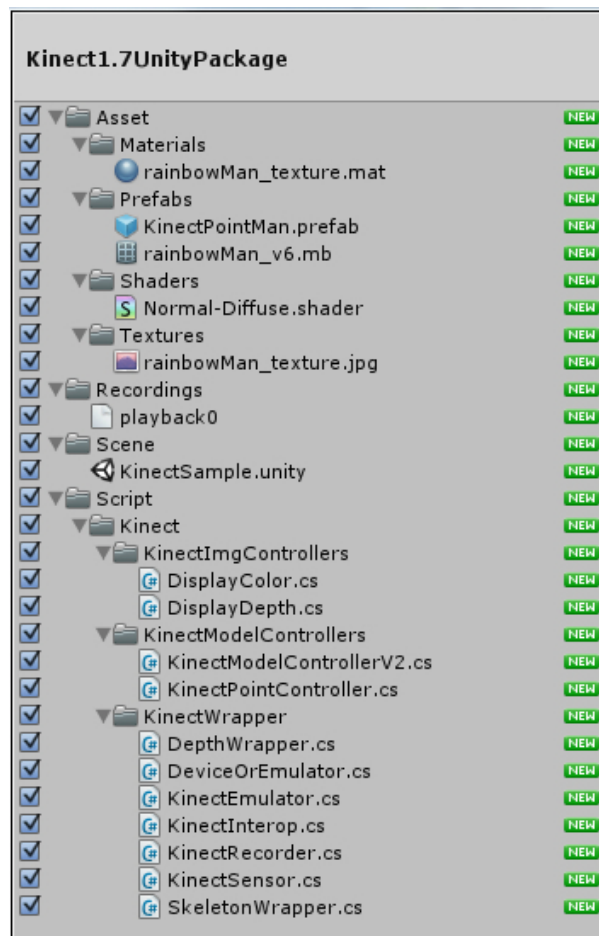 Kinect1.7UnityPackage
Asset NEW
Materials NEW
rainbowMan_texture.mat NEW
Prefabs NEW
KinectPointMan.prefab NEW
rainbowMan_v6.mb NEW
Shaders NEW
S Normal-Diffuse.shader NEW
Textures NEW
rainbowMan_texture.jpg NEW
Recordings NEW
playback0 NEW
Scene NEW
KinectSample.unity NEW
Script NEW
Kinect NEW
KinectImgControllers NEW
C# DisplayColor.cs NEW
C# DisplayDepth.cs NEW
KinectModelControllers NEW
C# KinectModelControllerV2.cs NEW
C# KinectPointController.cs NEW
KinectWrapper NEW
C# DepthWrapper.cs NEW
C# DeviceOrEmulator.cs NEW
C# KinectEmulator.cs NEW
C# KinectInterop.cs NEW
C# KinectRecorder.cs NEW
C# KinectSensor.cs NEW
C# SkeletonWrapper.cs NEW